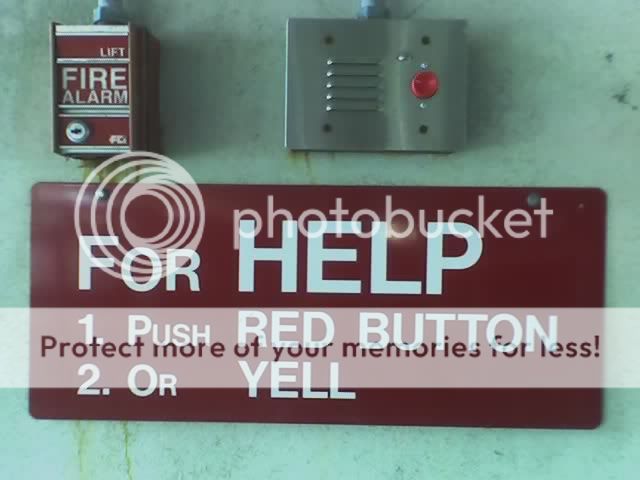 LIFT
FIRE
ALARM
photobucket
FOR HELP
1. PUSH RED BUTTON
Protect more of your memories for less!
2. OR YELL